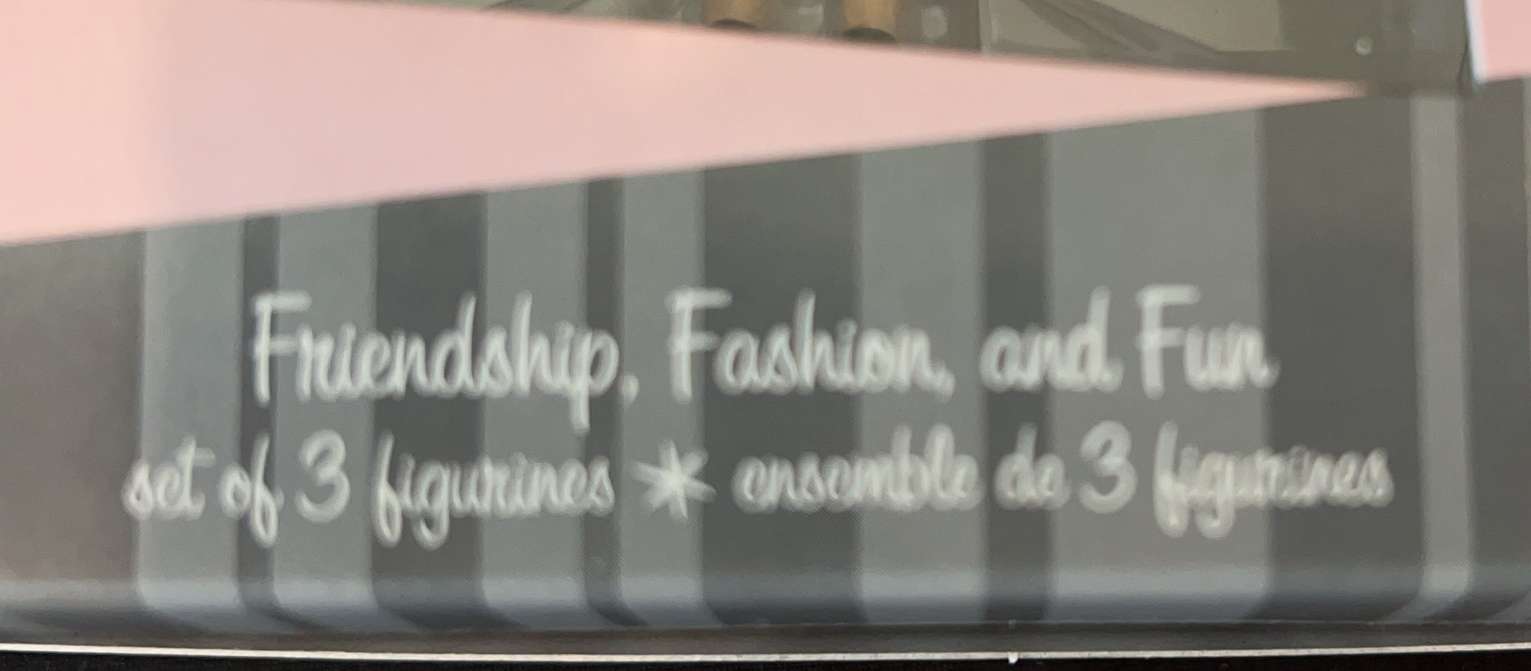 Friendship, Fashion, and Fun
set of 3 figurines * ensemble de 3 figurines